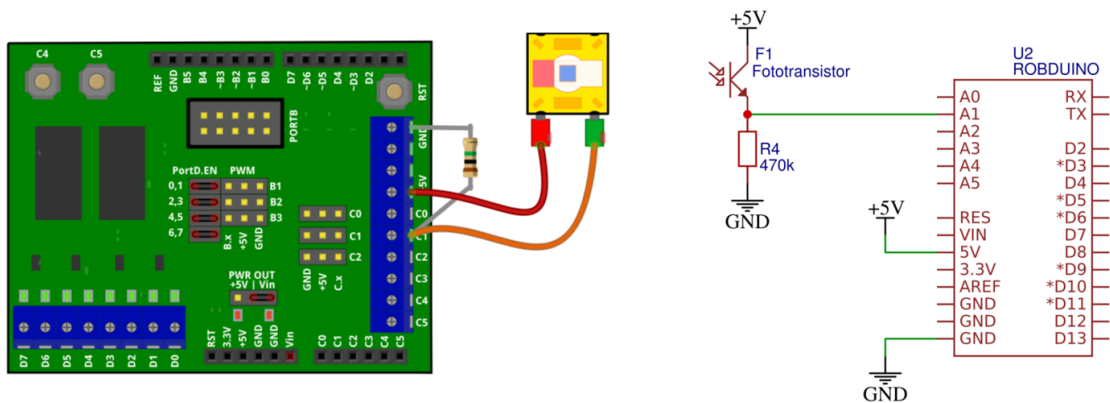 C4 C5
REF GND B5 B4 ~B3 ~B2 ~B1 B0
D7 ~D6 ~D5 D4 ~D3 D2
RST
PORTB
GND
5V
C0
C1
C2
C3
C4
C5
PortD.EN PWM
0,1 B1
2,3 B2
4,5 B3
6,7
B.x +5V GND
C0
C1
C2
GND +5V C.x
PWR OUT
+5V | Vin
RST 3.3V +5V GND GND Vin
C0 C1 C2 C3 C4 C5
D7 D6 D5 D4 D3 D2 D1 D0
+5V
F1
Fototransistor
R4
470k
GND
U2
ROBDUINO
A0 RX
A1 TX
A2
A3 D2
A4 *D3
A5 D4
*D5
RES *D6
VIN D7
5V D8
3.3V *D9
AREF *D10
GND *D11
GND D12
GND D13
+5V
GND